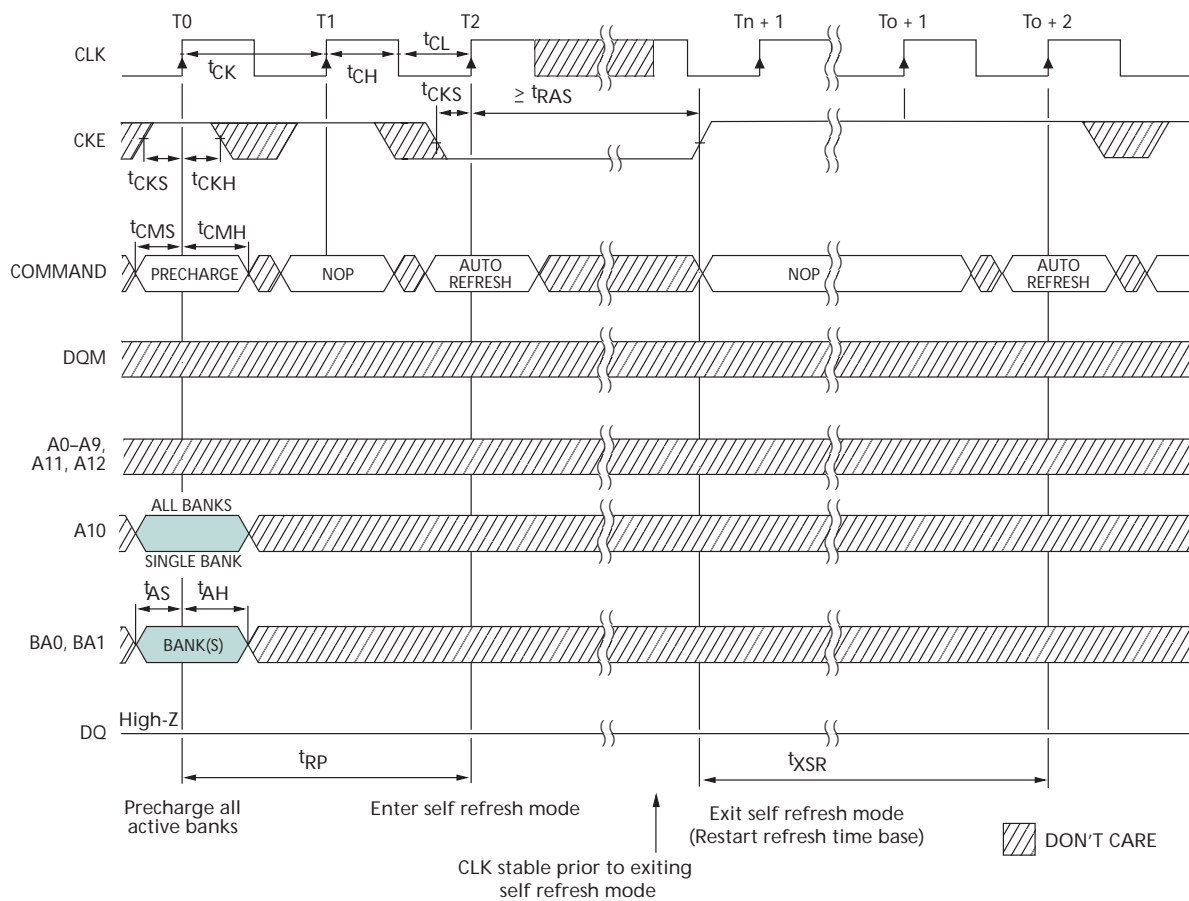 T0 T1 T2 Tn + 1 To + 1 To + 2
CLK
tCK tCH tCL
tCKS ≥ tRAS
CKE
tCKS tCKH
tCMS tCMH
COMMAND PRECHARGE NOP AUTO REFRESH NOP AUTO REFRESH
DQM
A0–A9,
A11, A12
ALL BANKS
A10
SINGLE BANK
tAS tAH
BA0, BA1 BANK(S)
High-Z
DQ
tRP tXSR
Precharge all
active banks
Enter self refresh mode
Exit self refresh mode
(Restart refresh time base)
DON'T CARE
CLK stable prior to exiting
self refresh mode